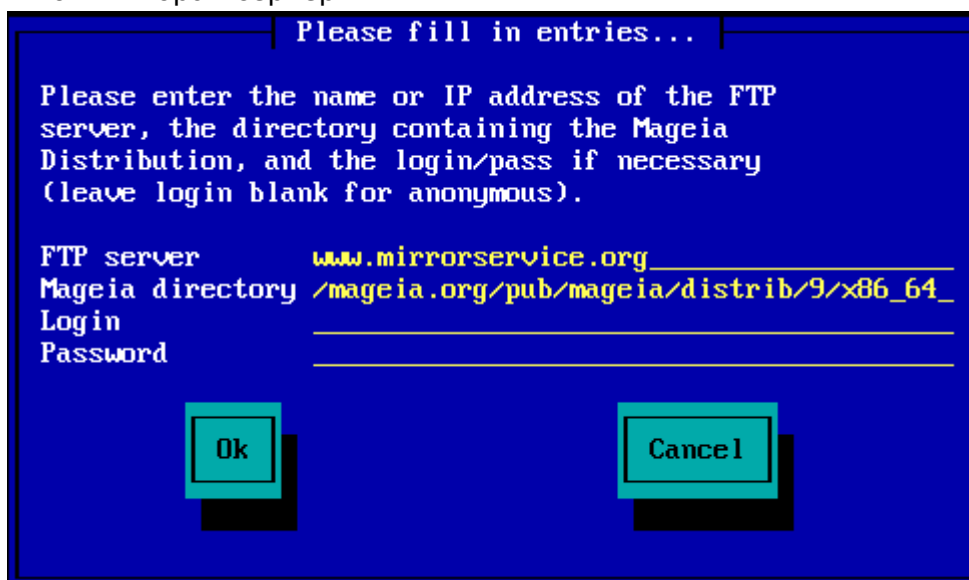 Please fill in entries...
Please enter the name or IP address of the FTP
server, the directory containing the Mageia
Distribution, and the login/pass if necessary
(leave login blank for anonymous).
FTP server www.mirrorservice.org
Mageia directory /mageia.org/pub/mageia/distrib/9/x86_64_
Login
Password
Ok Cancel